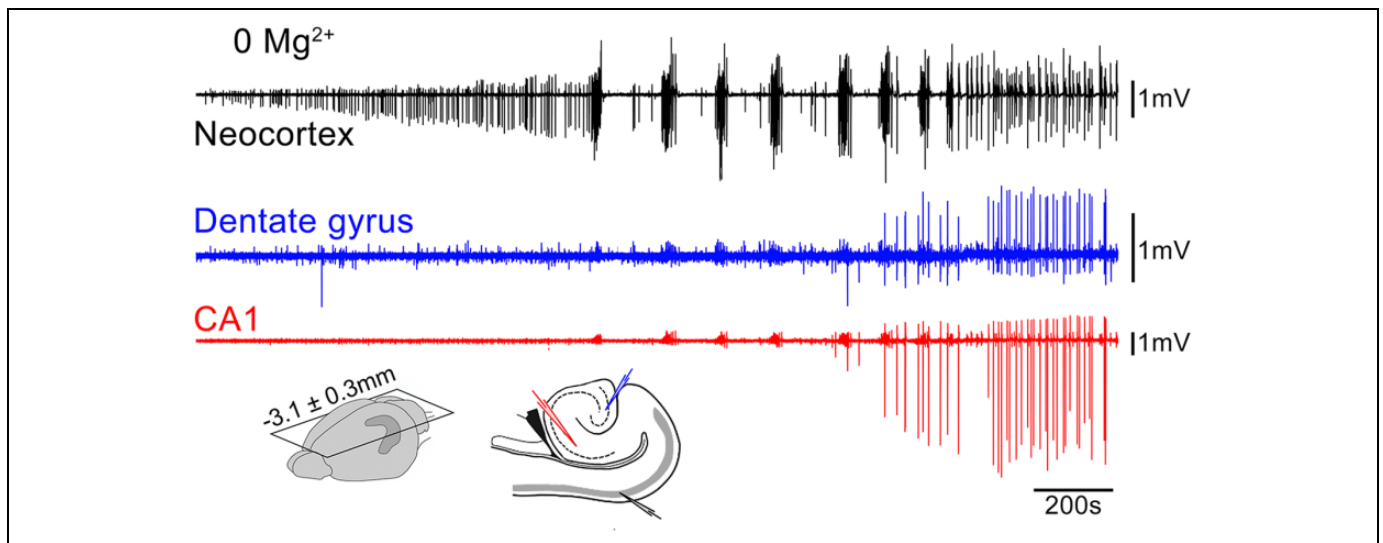 0 Mg²⁺
1mV
Neocortex
Dentate gyrus
1mV
CA1
1mV
-3.1 ± 0.3mm
200s